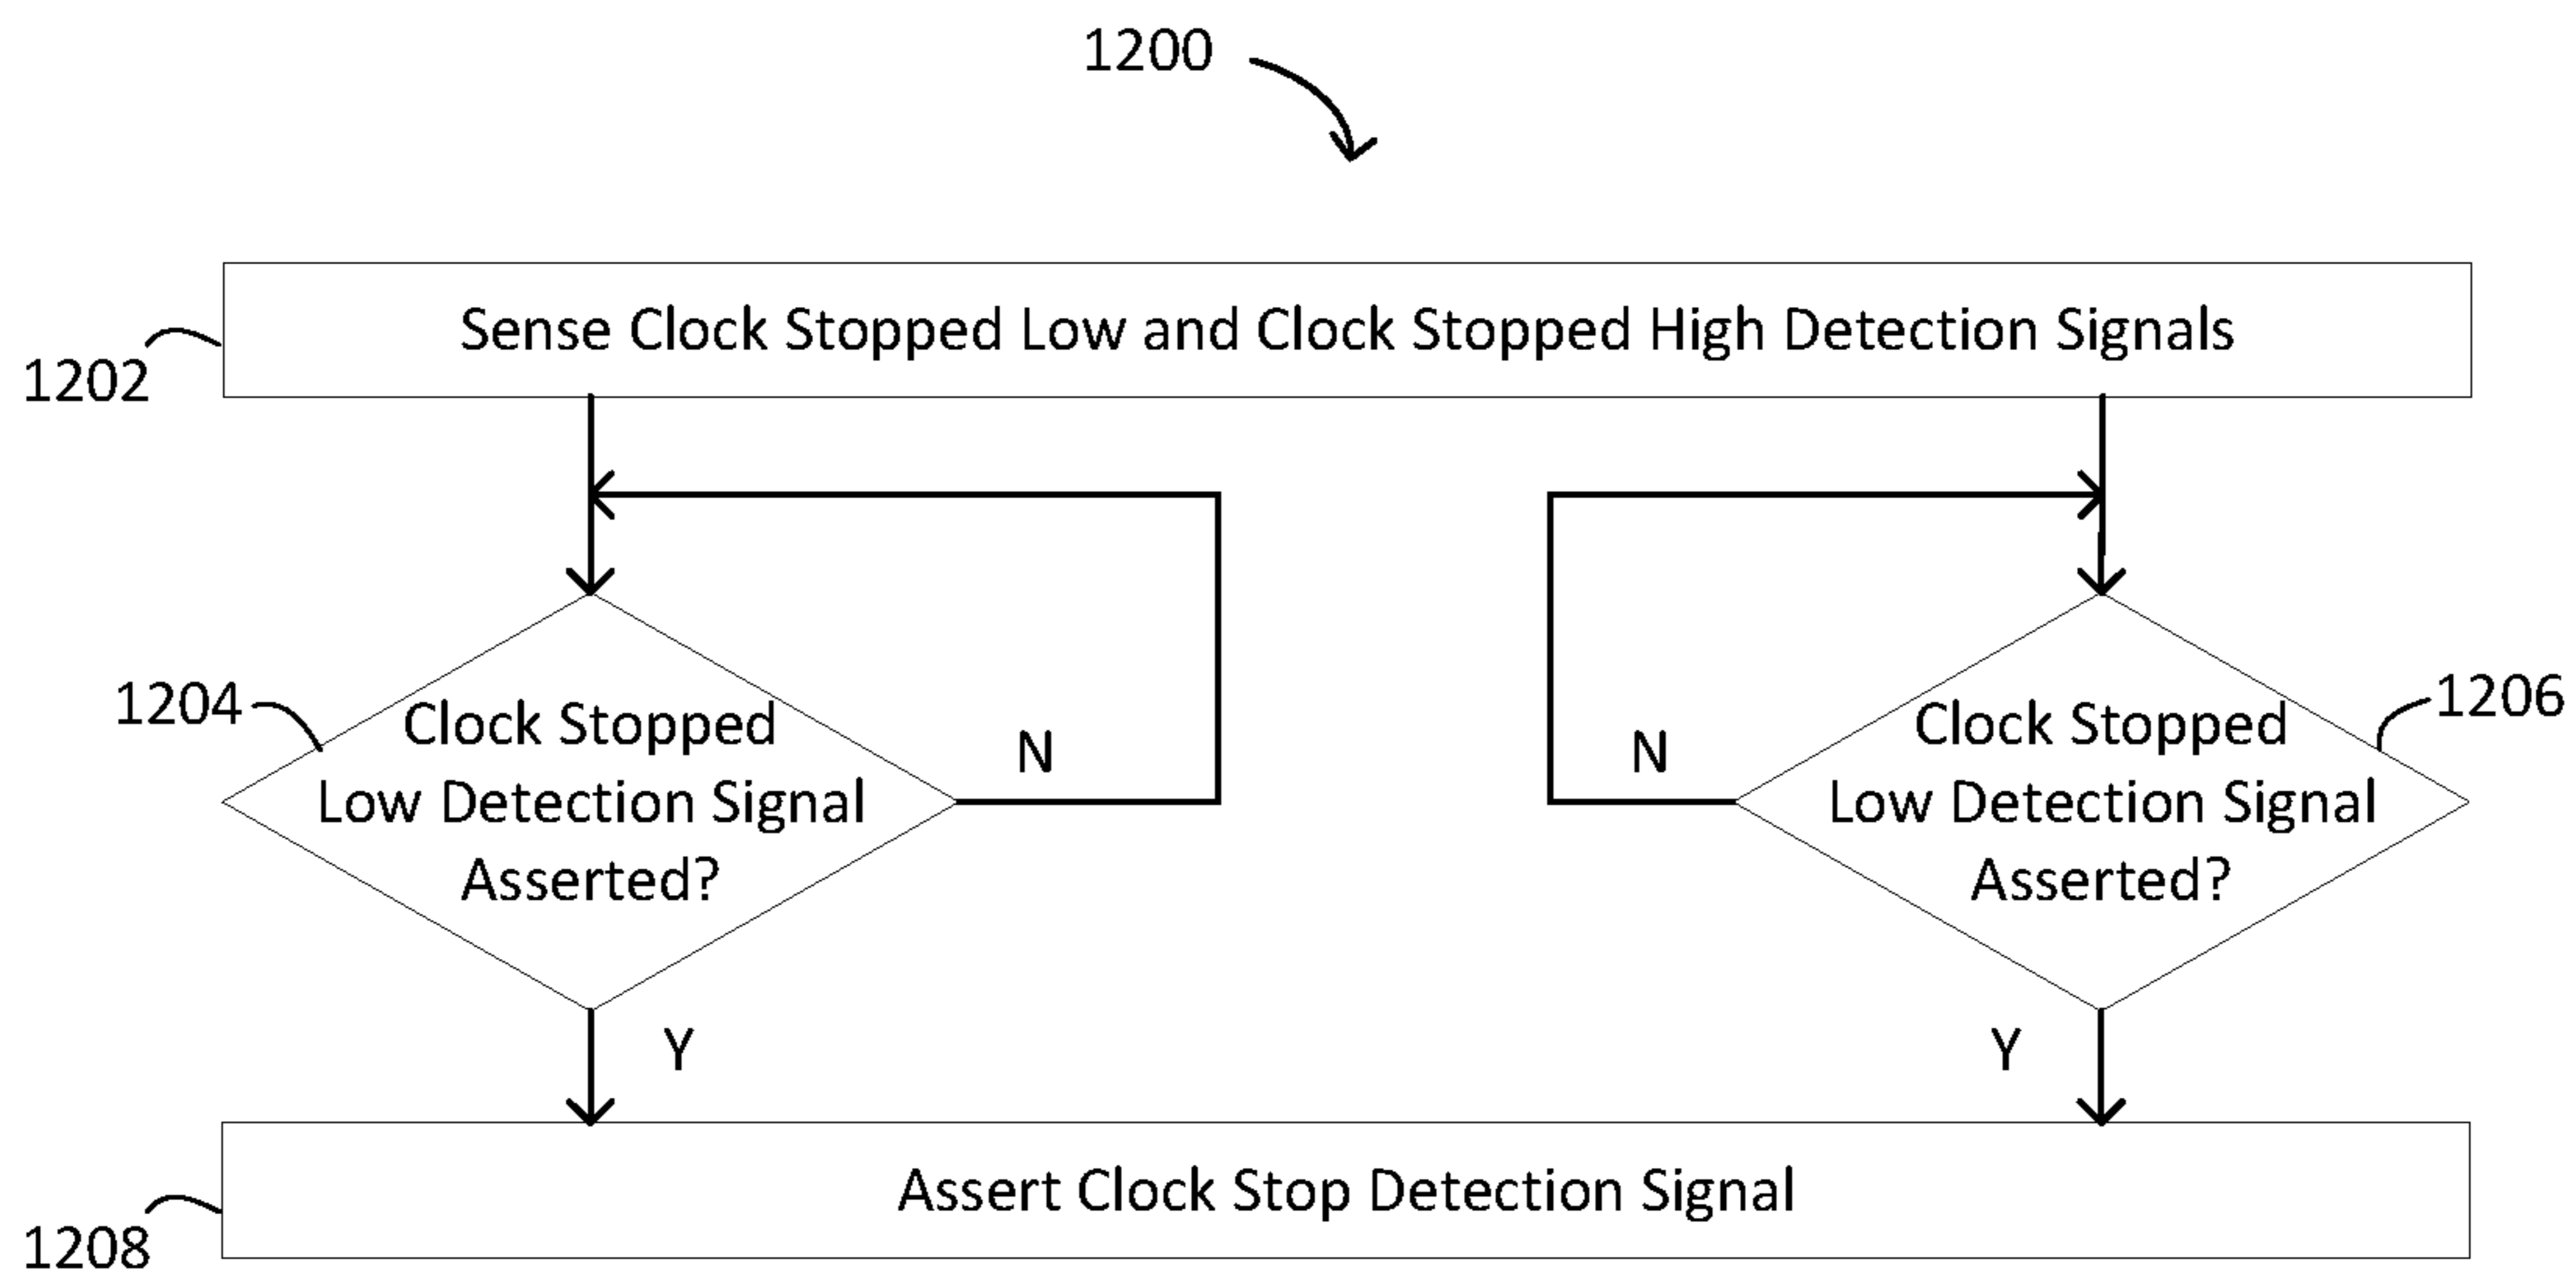 1200
Sense Clock Stopped Low and Clock Stopped High Detection Signals
1202
1204
Clock Stopped
Low Detection Signal
Asserted?
N
Y
N
Clock Stopped
Low Detection Signal
Asserted?
1206
Y
Assert Clock Stop Detection Signal
1208